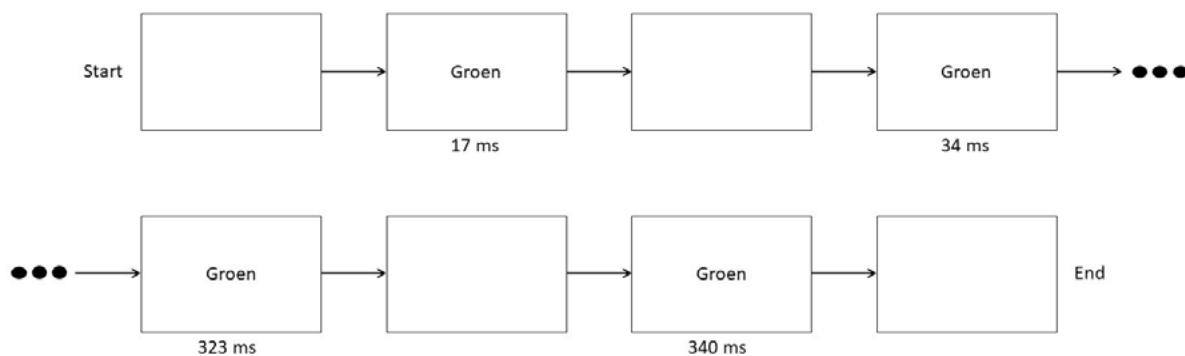 Start
Groen
Groen
17 ms
34 ms
Groen
Groen
End
323 ms
340 ms